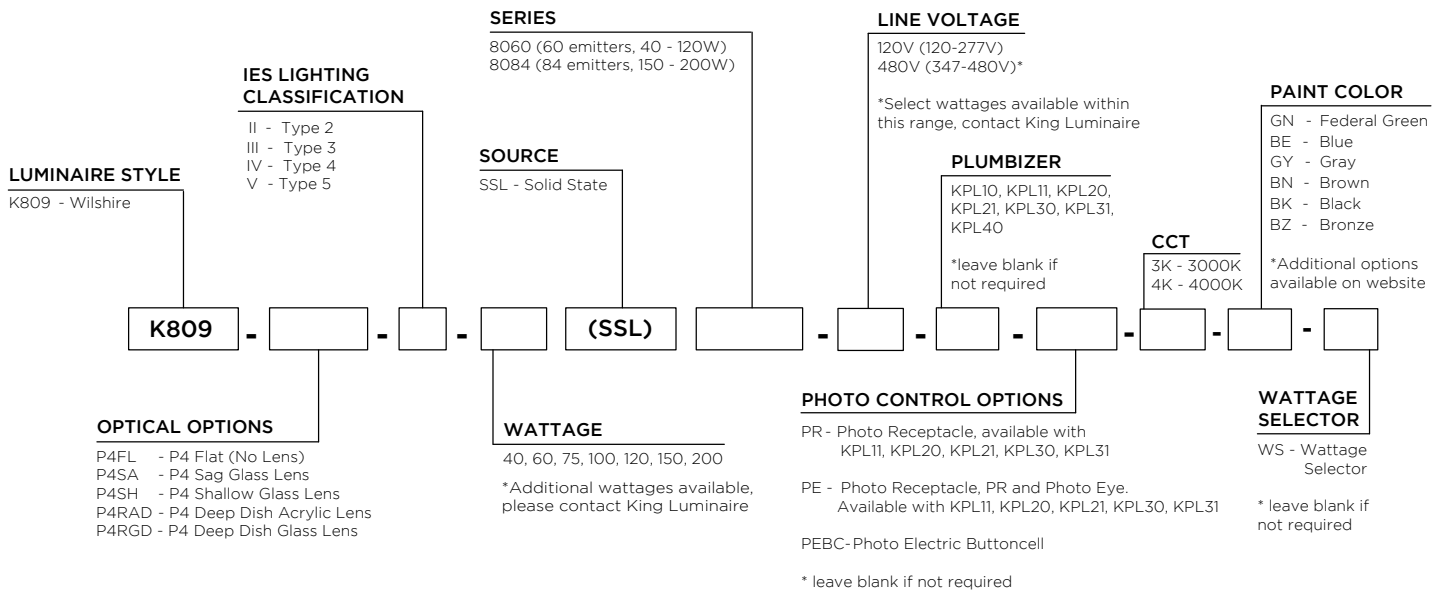 SERIES
8060 (60 emitters, 40 - 120W)
8084 (84 emitters, 150 - 200W)
LINE VOLTAGE
120V (120-277V)
480V (347-480V)*
*Select wattages available within
this range, contact King Luminaire
IES LIGHTING
CLASSIFICATION
II - Type 2
III - Type 3
IV - Type 4
V - Type 5
PAINT COLOR
GN - Federal Green
BE - Blue
GY - Gray
BN - Brown
BK - Black
BZ - Bronze
*Additional options
available on website
SOURCE
SSL - Solid State
PLUMBIZER
KPL10, KPL11, KPL20,
KPL21, KPL30, KPL31,
KPL40
*leave blank if
not required
LUMINAIRE STYLE
K809 - Wilshire
CCT
3K - 3000K
4K - 4000K
K809 - - - (SSL) - - - - - -
OPTICAL OPTIONS
P4FL - P4 Flat (No Lens)
P4SA - P4 Sag Glass Lens
P4SH - P4 Shallow Glass Lens
P4RAD - P4 Deep Dish Acrylic Lens
P4RGD - P4 Deep Dish Glass Lens
WATTAGE
40, 60, 75, 100, 120, 150, 200
*Additional wattages available,
please contact King Luminaire
PHOTO CONTROL OPTIONS
PR - Photo Receptacle, available with
KPL11, KPL20, KPL21, KPL30, KPL31
PE - Photo Receptacle, PR and Photo Eye.
Available with KPL11, KPL20, KPL21, KPL30, KPL31
PEBC-Photo Electric Buttoncell
* leave blank if not required
WATTAGE
SELECTOR
WS - Wattage
Selector
* leave blank if
not required